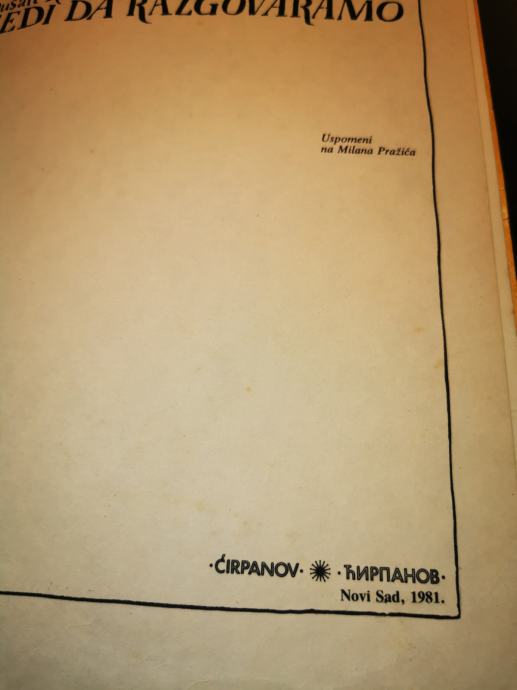 EDI DA RAZGOVARAMO
Uspomeni
na Milana Pražića
·ĆIRPANOV· ·ЋИРПАНОВ·
Novi Sad, 1981.